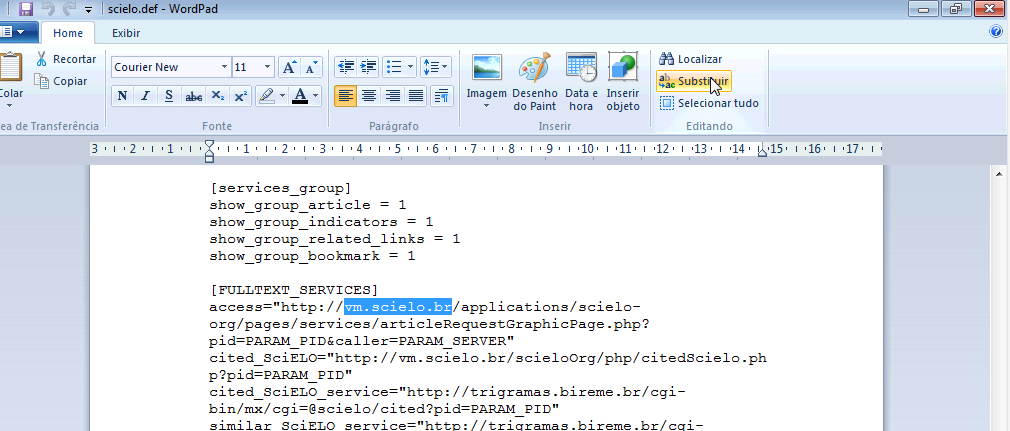 scielo.def - WordPad
Home Exibir
Recortar
Copiar
Colar
ea de Transferência
Courier New 11 A A
N I S abc X₂ X² A
Fonte
Parágrafo
Imagem
Desenho do Paint
Data e hora
Inserir objeto
Inserir
Localizar
Substituir
Selecionar tudo
Editando
3 2 1 1 2 3 4 5 6 7 8 9 10 11 12 13 14 15 16 17
[services_group]
show_group_article = 1
show_group_indicators = 1
show_group_related_links = 1
show_group_bookmark = 1
[FULLTEXT_SERVICES]
access="http://vm.scielo.br/applications/scielo-
org/pages/services/articleRequestGraphicPage.php?
pid=PARAM_PID&caller=PARAM_SERVER"
cited_SciELO="http://vm.scielo.br/scieloOrg/php/citedScielo.ph
p?pid=PARAM_PID"
cited_SciELO_service="http://trigramas.bireme.br/cgi-
bin/mx/cgi=@scielo/cited?pid=PARAM_PID"
similar_SciELO_service="http://trigramas.bireme.br/cgi-